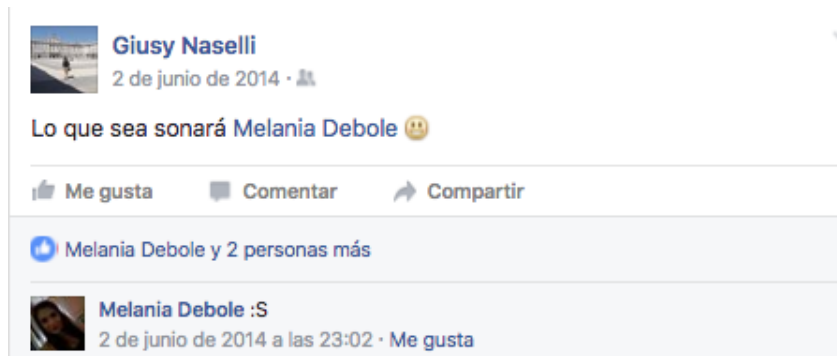 Giusy Naselli
2 de junio de 2014 ·
Lo que sea sonará Melania Debole
Me gusta Comentar Compartir
Melania Debole y 2 personas más
Melania Debole :S
2 de junio de 2014 a las 23:02 · Me gusta